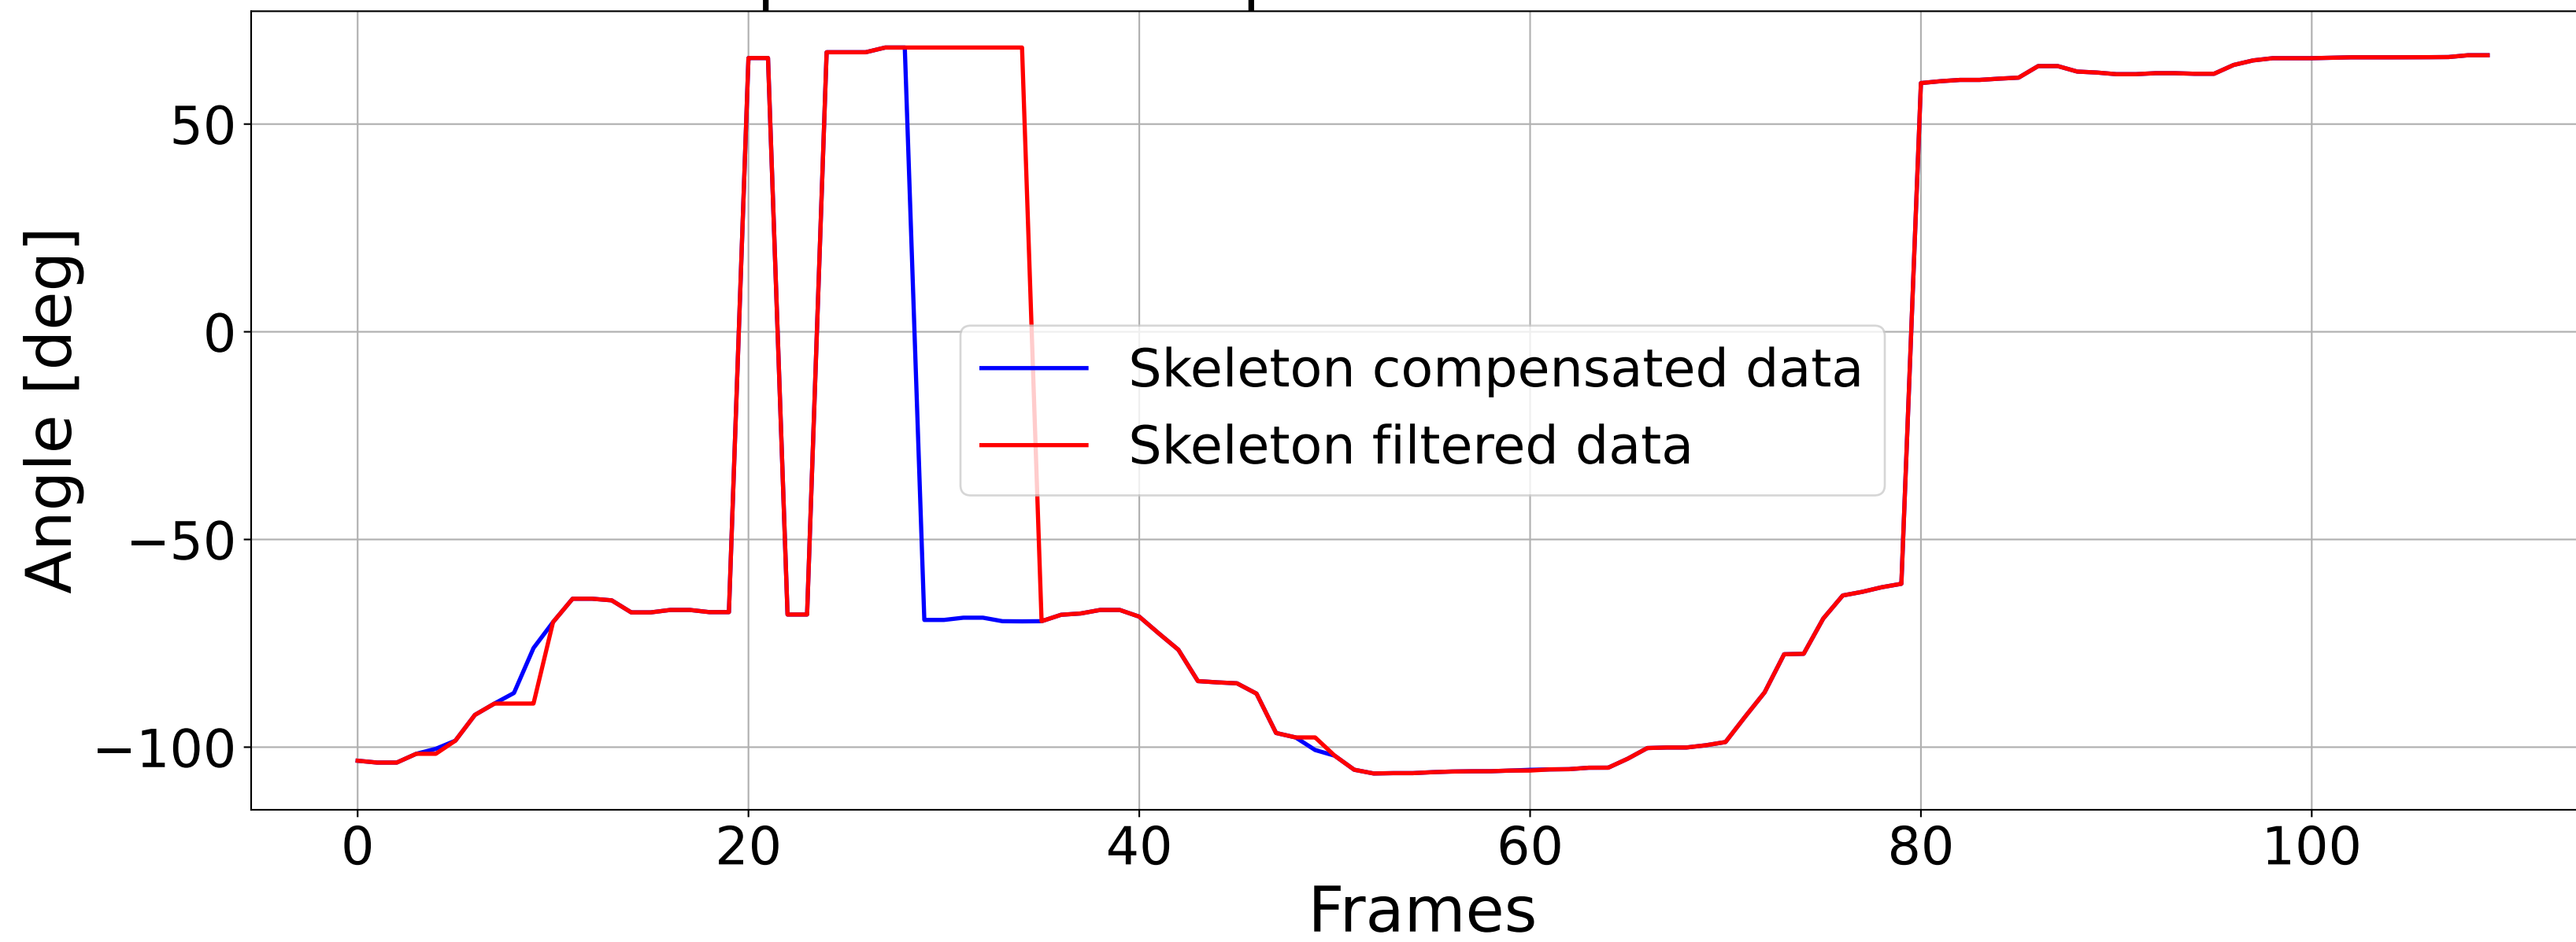 Angle [deg]
50
0
−50
−100
Skeleton compensated data
Skeleton filtered data
0 20 40 60 80 100
Frames